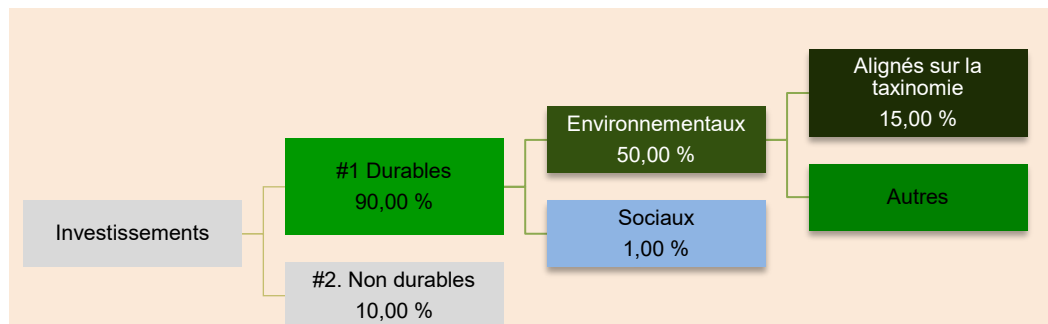 Investissements
#1 Durables
90,00 %
#2. Non durables
10,00 %
Environnementaux
50,00 %
Sociaux
1,00 %
Alignés sur la
taxinomie
15,00 %
Autres